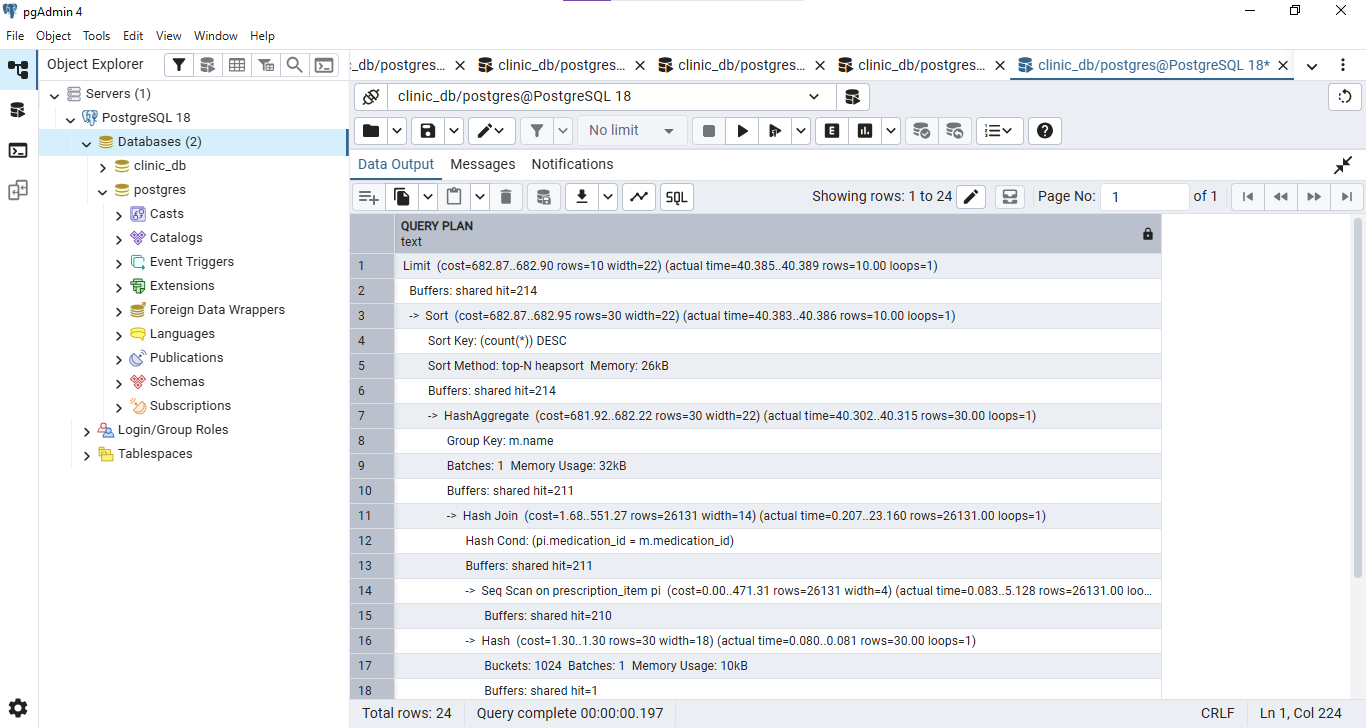 pgAdmin 4
File Object Tools Edit View Window Help
Object Explorer
c_db/postgres... clinic_db/postgres... clinic_db/postgres... clinic_db/postgres... clinic_db/postgres@PostgreSQL 18*
Servers (1)
PostgreSQL 18
Databases (2)
clinic_db
postgres
Casts
Catalogs
Event Triggers
Extensions
Foreign Data Wrappers
Languages
Publications
Schemas
Subscriptions
Login/Group Roles
Tablespaces
clinic_db/postgres@PostgreSQL 18
No limit E
Data Output Messages Notifications
SQL Showing rows: 1 to 24 Page No: 1 of 1
QUERY PLAN
text
1 Limit (cost=682.87..682.90 rows=10 width=22) (actual time=40.385..40.389 rows=10.00 loops=1)
2 Buffers: shared hit=214
3 -> Sort (cost=682.87..682.95 rows=30 width=22) (actual time=40.383..40.386 rows=10.00 loops=1)
4 Sort Key: (count(*)) DESC
5 Sort Method: top-N heapsort Memory: 26kB
6 Buffers: shared hit=214
7 -> HashAggregate (cost=681.92..682.22 rows=30 width=22) (actual time=40.302..40.315 rows=30.00 loops=1)
8 Group Key: m.name
9 Batches: 1 Memory Usage: 32kB
10 Buffers: shared hit=211
11 -> Hash Join (cost=1.68..551.27 rows=26131 width=14) (actual time=0.207..23.160 rows=26131.00 loops=1)
12 Hash Cond: (pi.medication_id = m.medication_id)
13 Buffers: shared hit=211
14 -> Seq Scan on prescription_item pi (cost=0.00..471.31 rows=26131 width=4) (actual time=0.083..5.128 rows=26131.00 loo...
15 Buffers: shared hit=210
16 -> Hash (cost=1.30..1.30 rows=30 width=18) (actual time=0.080..0.081 rows=30.00 loops=1)
17 Buckets: 1024 Batches: 1 Memory Usage: 10kB
18 Buffers: shared hit=1
Total rows: 24 Query complete 00:00:00.197 CRLF Ln 1, Col 224